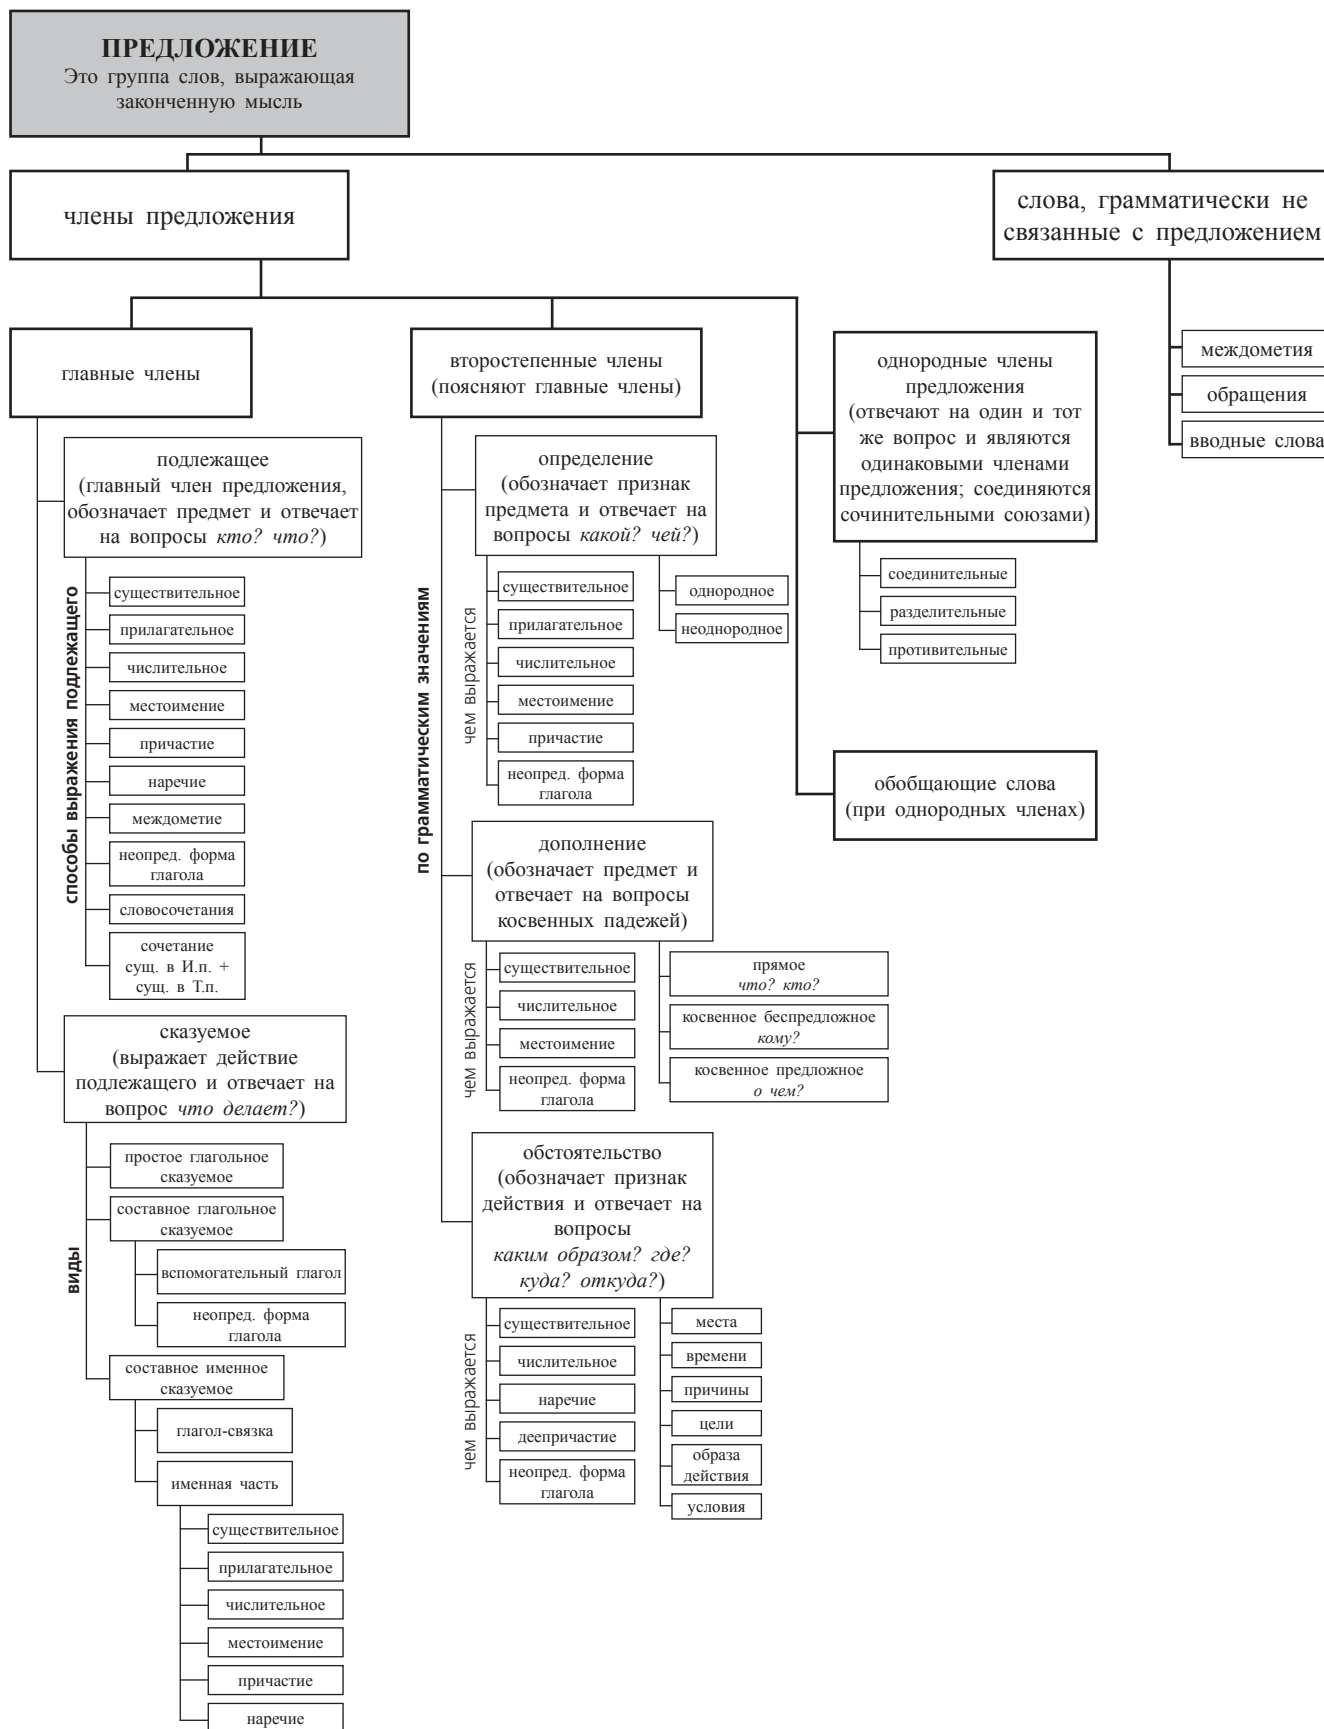 ПРЕДЛОЖЕНИЕ
Это группа слов, выражающая
законченную мысль
члены предложения
слова, грамматически не
связанные с предложением
междометия
обращения
вводные слова
главные члены
подлежащее
(главный член предложения,
обозначает предмет и отвечает
на вопросы кто? что?)
способы выражения подлежащего
существительное
прилагательное
числительное
местоимение
причастие
наречие
междометие
неопред. форма
глагола
словосочетания
сочетание
сущ. в И.п. +
сущ. в Т.п.
сказуемое
(выражает действие
подлежащего и отвечает на
вопрос что делает?)
виды
простое глагольное
сказуемое
составное глагольное
сказуемое
вспомогательный глагол
неопред. форма
глагола
составное именное
сказуемое
глагол-связка
именная часть
существительное
прилагательное
числительное
местоимение
причастие
наречие
второстепенные члены
(поясняют главные члены)
по грамматическим значениям
определение
(обозначает признак
предмета и отвечает на
вопросы какой? чей?)
чем выражается
существительное
прилагательное
числительное
местоимение
причастие
неопред. форма
глагола
однородное
неоднородное
дополнение
(обозначает предмет и
отвечает на вопросы
косвенных падежей)
чем выражается
существительное
числительное
местоимение
неопред. форма
глагола
прямое
что? кто?
косвенное беспредложное
кому?
косвенное предложное
о чем?
обстоятельство
(обозначает признак
действия и отвечает на
вопросы
каким образом? где?
куда? откуда?)
чем выражается
существительное
числительное
наречие
деепричастие
неопред. форма
глагола
места
времени
причины
цели
образа
действия
условия
однородные члены
предложения
(отвечают на один и тот
же вопрос и являются
одинаковыми членами
предложения; соединяются
сочинительными союзами)
соединительные
разделительные
противительные
обобщающие слова
(при однородных членах)